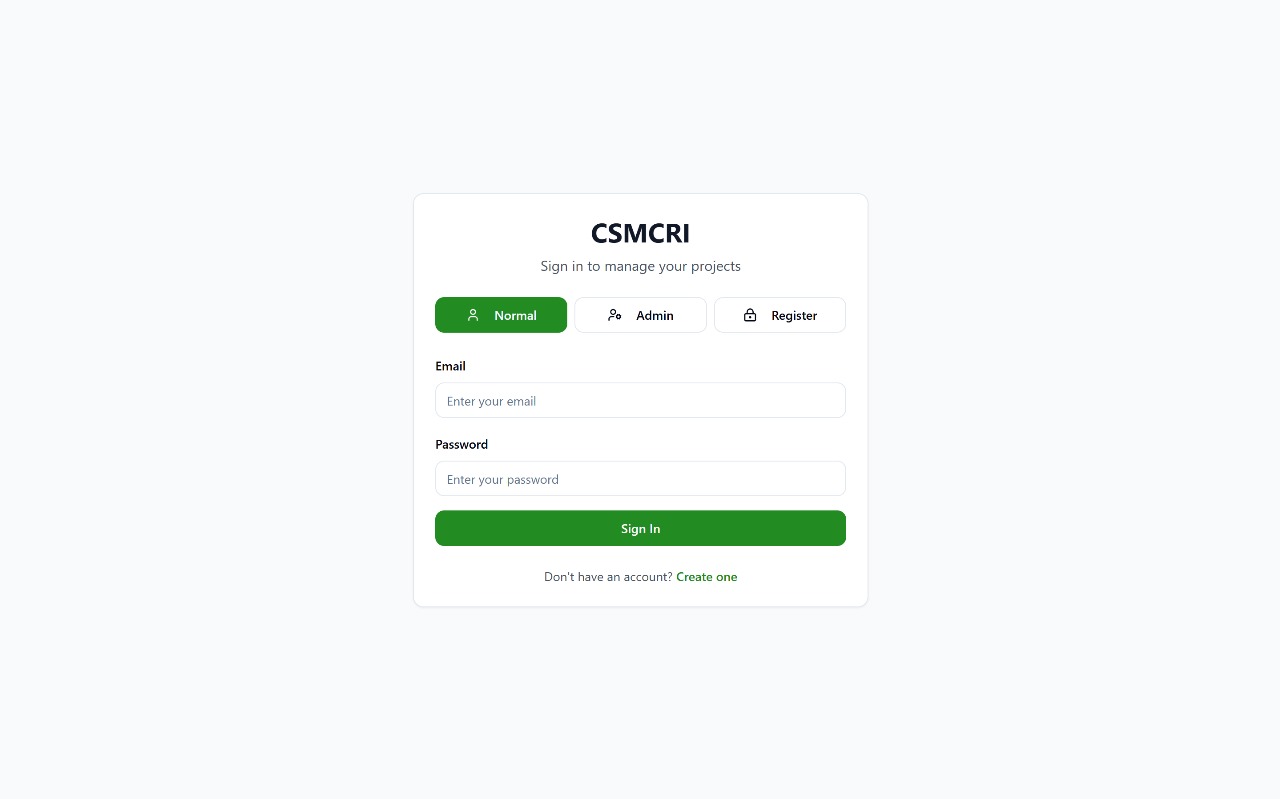 CSMCRI
Sign in to manage your projects
Normal Admin Register
Email
Enter your email
Password
Enter your password
Sign In
Don't have an account? Create one